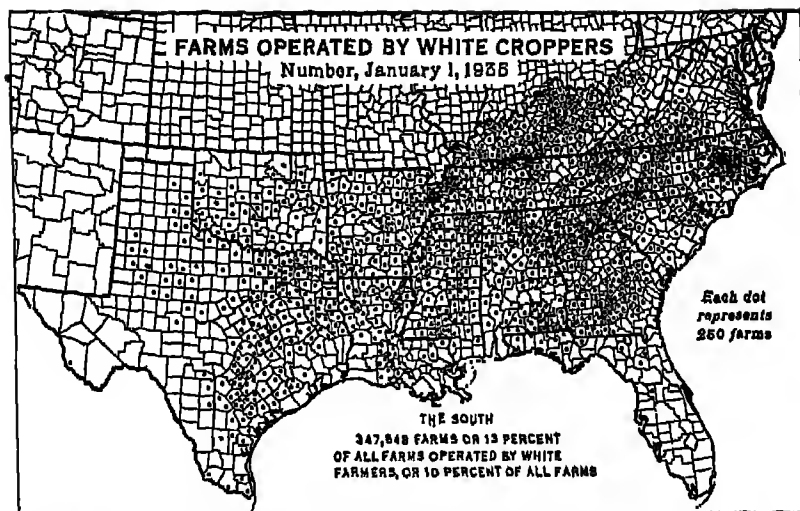 FARMS OPERATED BY WHITE CROPPERS
Number, January 1, 1935
Each dot
represents
250 farms
THE SOUTH
347,848 FARMS OR 13 PERCENT
OF ALL FARMS OPERATED BY WHITE
FARMERS, OR 10 PERCENT OF ALL FARMS